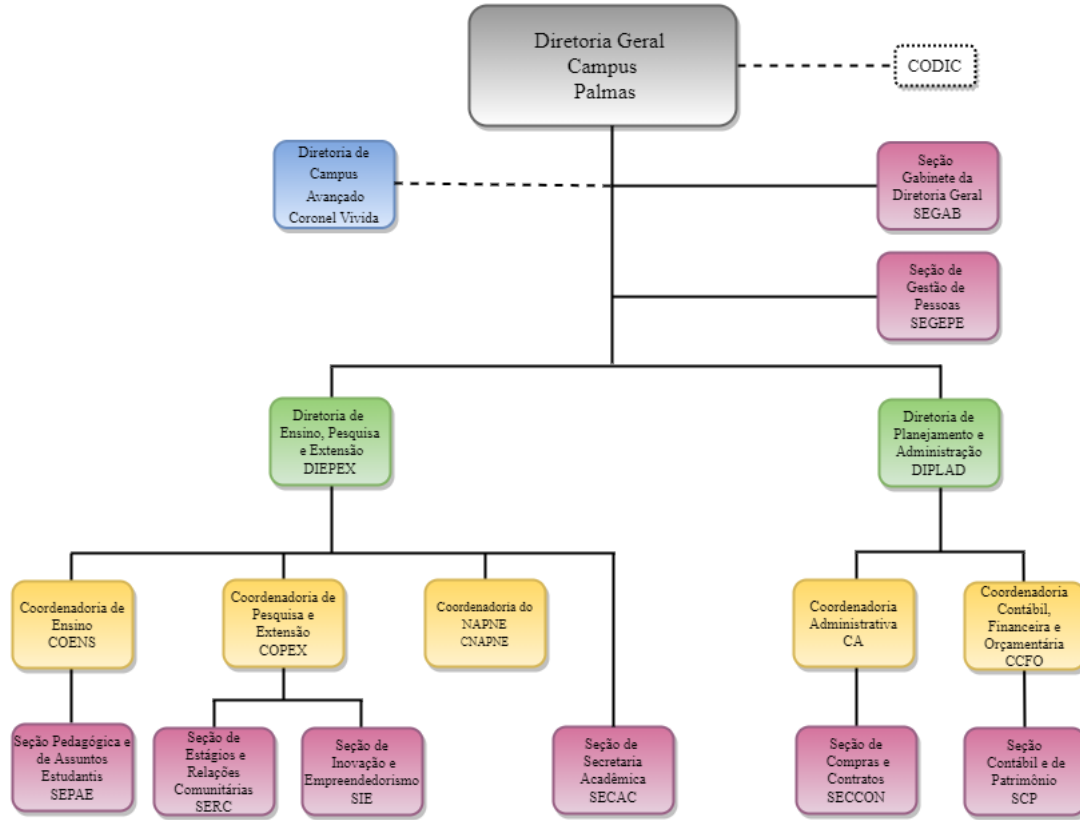 Diretoria Geral
Campus
Palmas
CODIC
Diretoria de
Campus
Avançado
Coronel Vivida
Seção
Gabinete da
Diretoria Geral
SEGAB
Seção de
Gestão de
Pessoas
SEGEPE
Diretoria de
Ensino, Pesquisa
e Extensão
DIEPEX
Diretoria de
Planejamento e
Administração
DIPLAD
Coordenadoria de
Ensino
COENS
Coordenadoria de
Pesquisa e
Extensão
COPEX
Coordenadoria do
NAPNE
CNAPNE
Coordenadoria
Administrativa
CA
Coordenadoria
Contábil,
Financeira e
Orçamentária
CCFO
Seção Pedagógica e
de Assuntos
Estudantis
SEPAE
Seção de
Estágios e
Relações
Comunitárias
SERC
Seção de
Inovação e
Empreendedorismo
SIE
Seção de
Secretaria
Acadêmica
SECAC
Seção de
Compras e
Contratos
SECCON
Seção
Contábil e de
Patrimônio
SCP